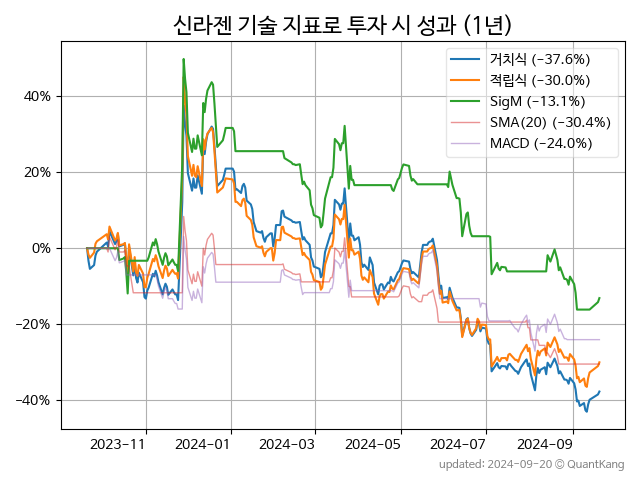 신라젠 기술 지표로 투자 시 성과 (1년)
거치식 (−37.6%)
적립식 (−30.0%)
SigM (−13.1%)
SMA(20) (−30.4%)
MACD (−24.0%)
40%
20%
0%
−20%
−40%
2023-11 2024-01 2024-03 2024-05 2024-07 2024-09
updated: 2024-09-20 © QuantKang